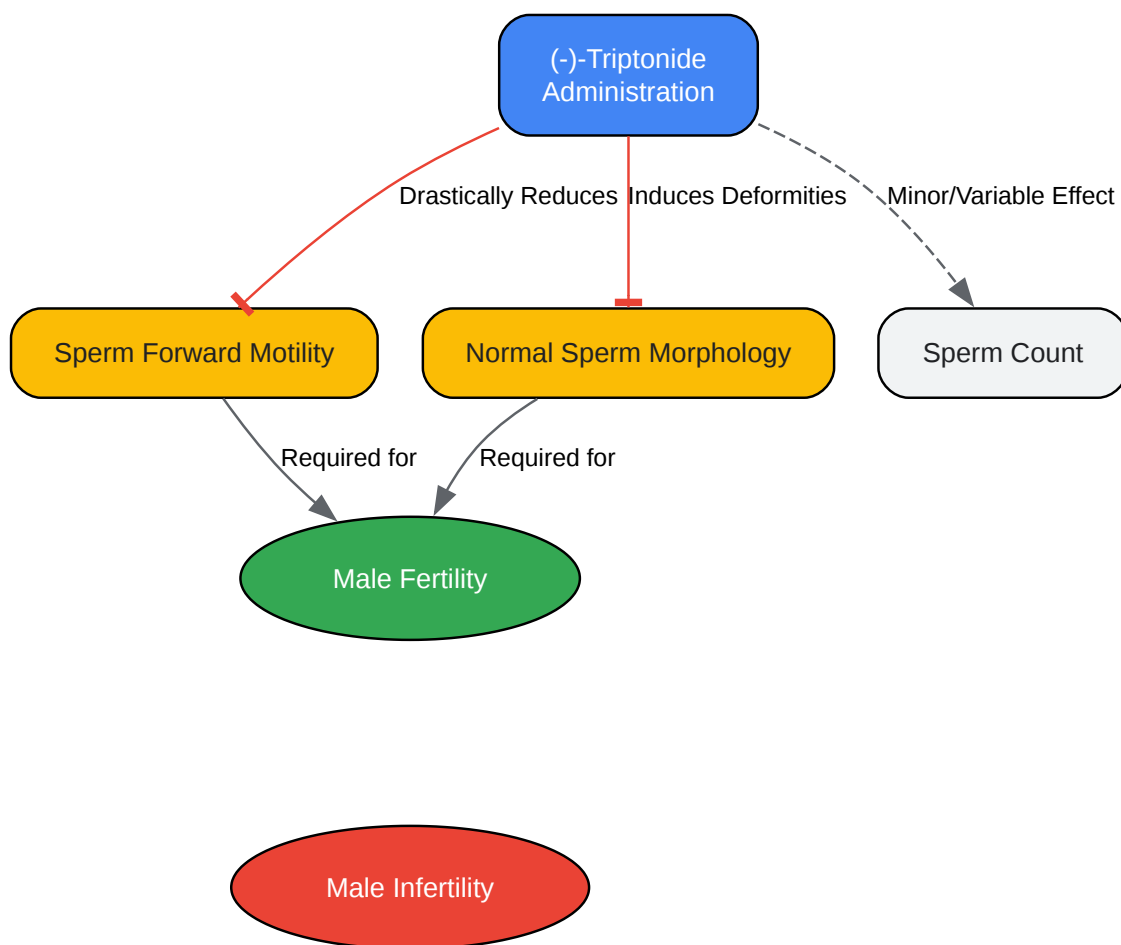 (-)-Triptonide
Administration
Drastically Reduces
Induces Deformities
Minor/Variable Effect
Sperm Forward Motility
Normal Sperm Morphology
Sperm Count
Required for
Required for
Male Fertility
Male Infertility